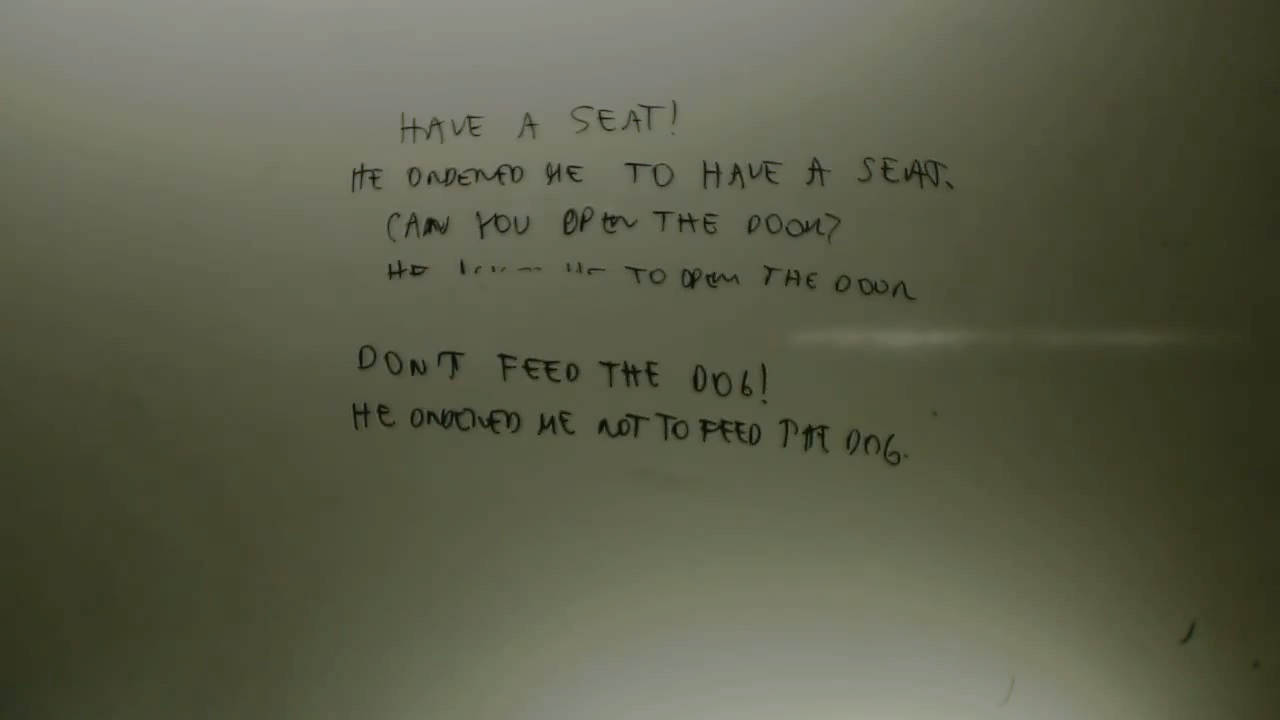 HAVE A SEAT!
HE ORDERED ME TO HAVE A SEAT.
CAN YOU OPEN THE DOOR?
HE TO OPEN THE DOOR
DON'T FEED THE DOG!
HE ORDERED ME NOT TO FEED THE DOG.